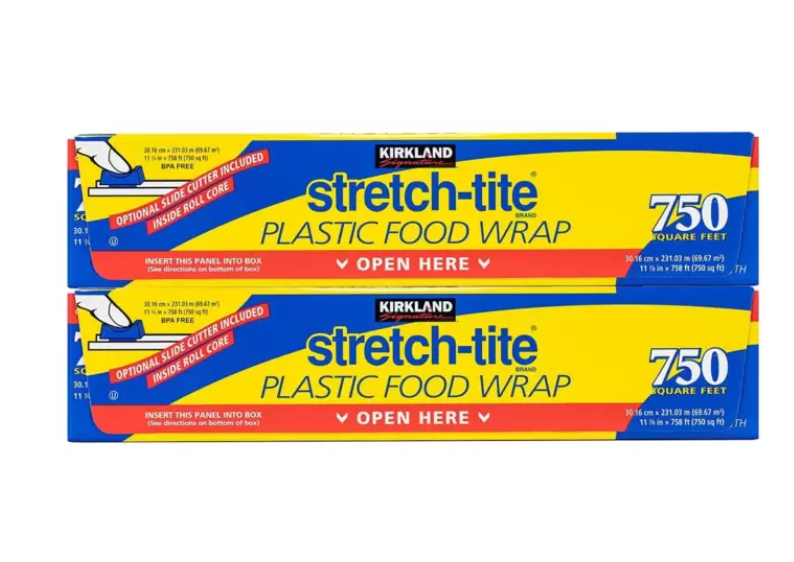 30.16 cm x 231.03 m (69.67 m²)
11 ⅞ in x 758 ft (750 sq ft)
BPA FREE
OPTIONAL SLIDE CUTTER INCLUDED
INSIDE ROLL CORE
KIRKLAND
Signature
stretch-tite®
BRAND
PLASTIC FOOD WRAP
750
SQUARE FEET
30.16 cm x 231.03 m (69.67 m²)
11 ⅞ in x 758 ft (750 sq ft)
INSERT THIS PANEL INTO BOX
(See directions on bottom of box)
OPEN HERE
30.16 cm x 231.03 m (69.67 m²)
11 ⅞ in x 758 ft (750 sq ft)
BPA FREE
OPTIONAL SLIDE CUTTER INCLUDED
INSIDE ROLL CORE
KIRKLAND
Signature
stretch-tite®
BRAND
PLASTIC FOOD WRAP
750
SQUARE FEET
30.16 cm x 231.03 m (69.67 m²)
11 ⅞ in x 758 ft (750 sq ft)
INSERT THIS PANEL INTO BOX
(See directions on bottom of box)
OPEN HERE